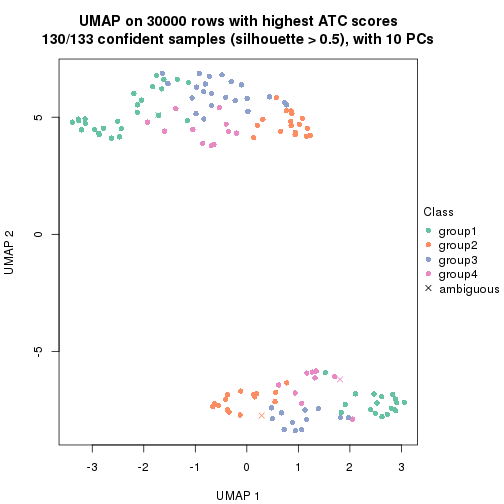 UMAP on 30000 rows with highest ATC scores
130/133 confident samples (silhouette > 0.5), with 10 PCs
5
0
-5
UMAP 2
-3
-2
-1
0
1
2
3
UMAP 1
Class
group1
group2
group3
group4
ambiguous